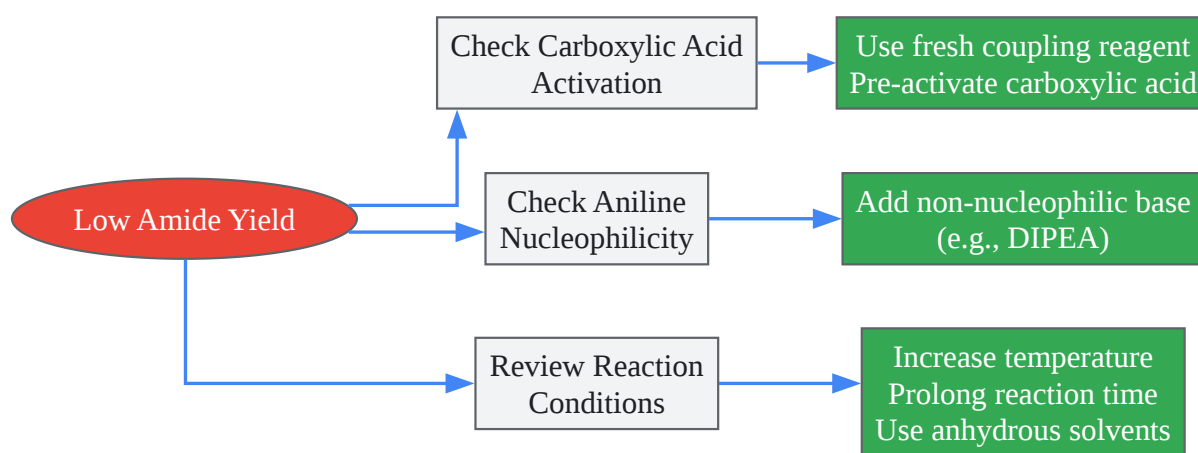 Check Carboxylic Acid
Activation
Use fresh coupling reagent
Pre-activate carboxylic acid
Low Amide Yield
Check Aniline
Nucleophilicity
Add non-nucleophilic base
(e.g., DIPEA)
Review Reaction
Conditions
Increase temperature
Prolong reaction time
Use anhydrous solvents